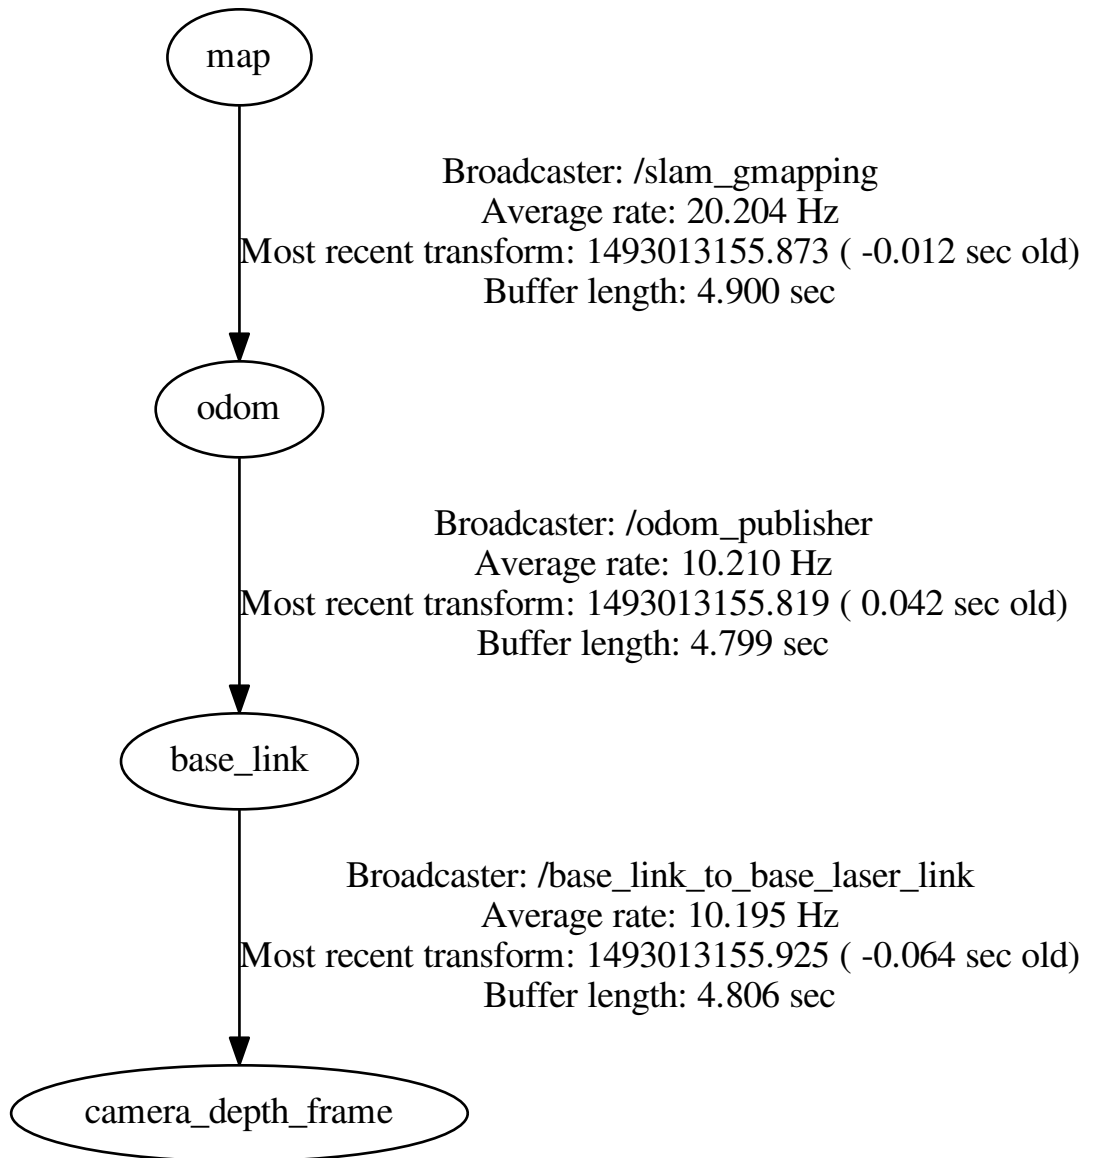 map
Broadcaster: /slam_gmapping
Average rate: 20.204 Hz
Most recent transform: 1493013155.873 ( -0.012 sec old)
Buffer length: 4.900 sec
odom
Broadcaster: /odom_publisher
Average rate: 10.210 Hz
Most recent transform: 1493013155.819 ( 0.042 sec old)
Buffer length: 4.799 sec
base_link
Broadcaster: /base_link_to_base_laser_link
Average rate: 10.195 Hz
Most recent transform: 1493013155.925 ( -0.064 sec old)
Buffer length: 4.806 sec
camera_depth_frame